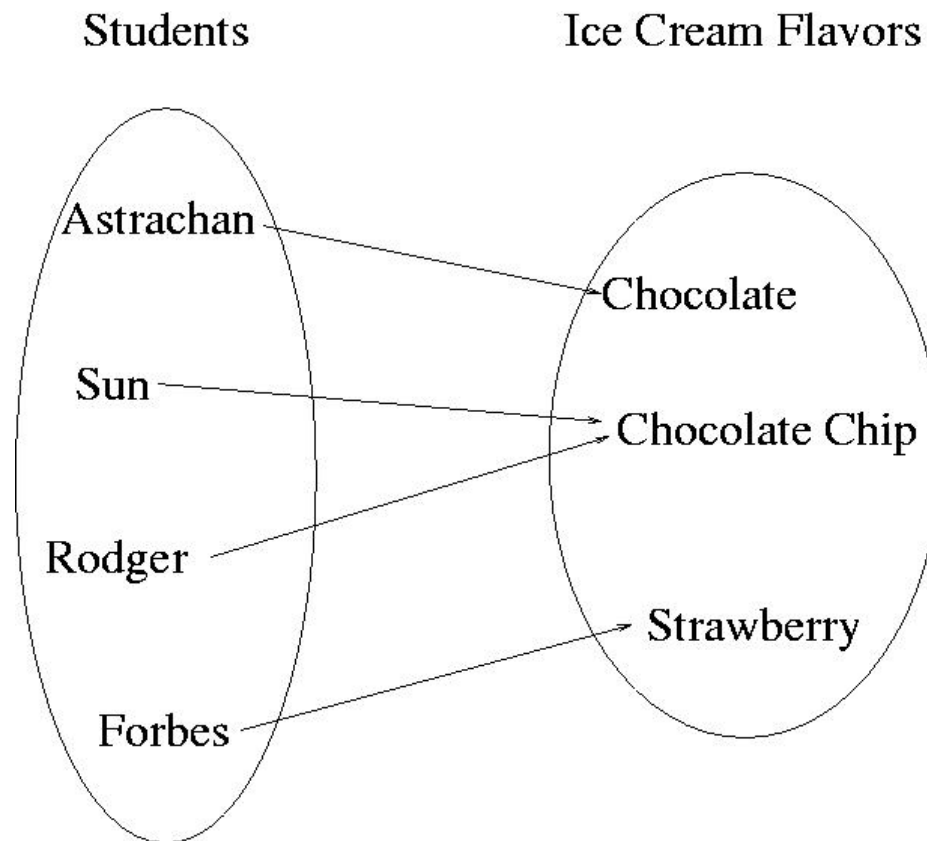 Students
Ice Cream Flavors
Astrachan
Chocolate
Sun
Chocolate Chip
Rodger
Strawberry
Forbes